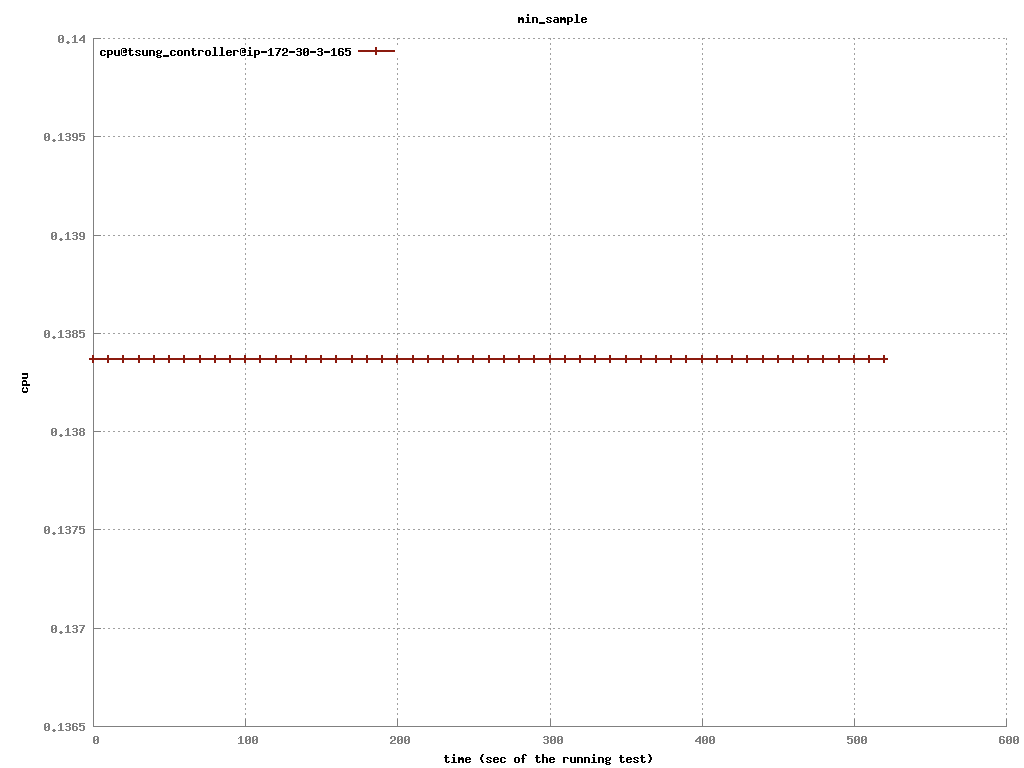 min_sample
0.14
cpu@tsung_controller@ip-172-30-3-165
0.1395
0.139
0.1385
cpu
0.138
0.1375
0.137
0.1365
0 100 200 300 400 500 600
time (sec of the running test)